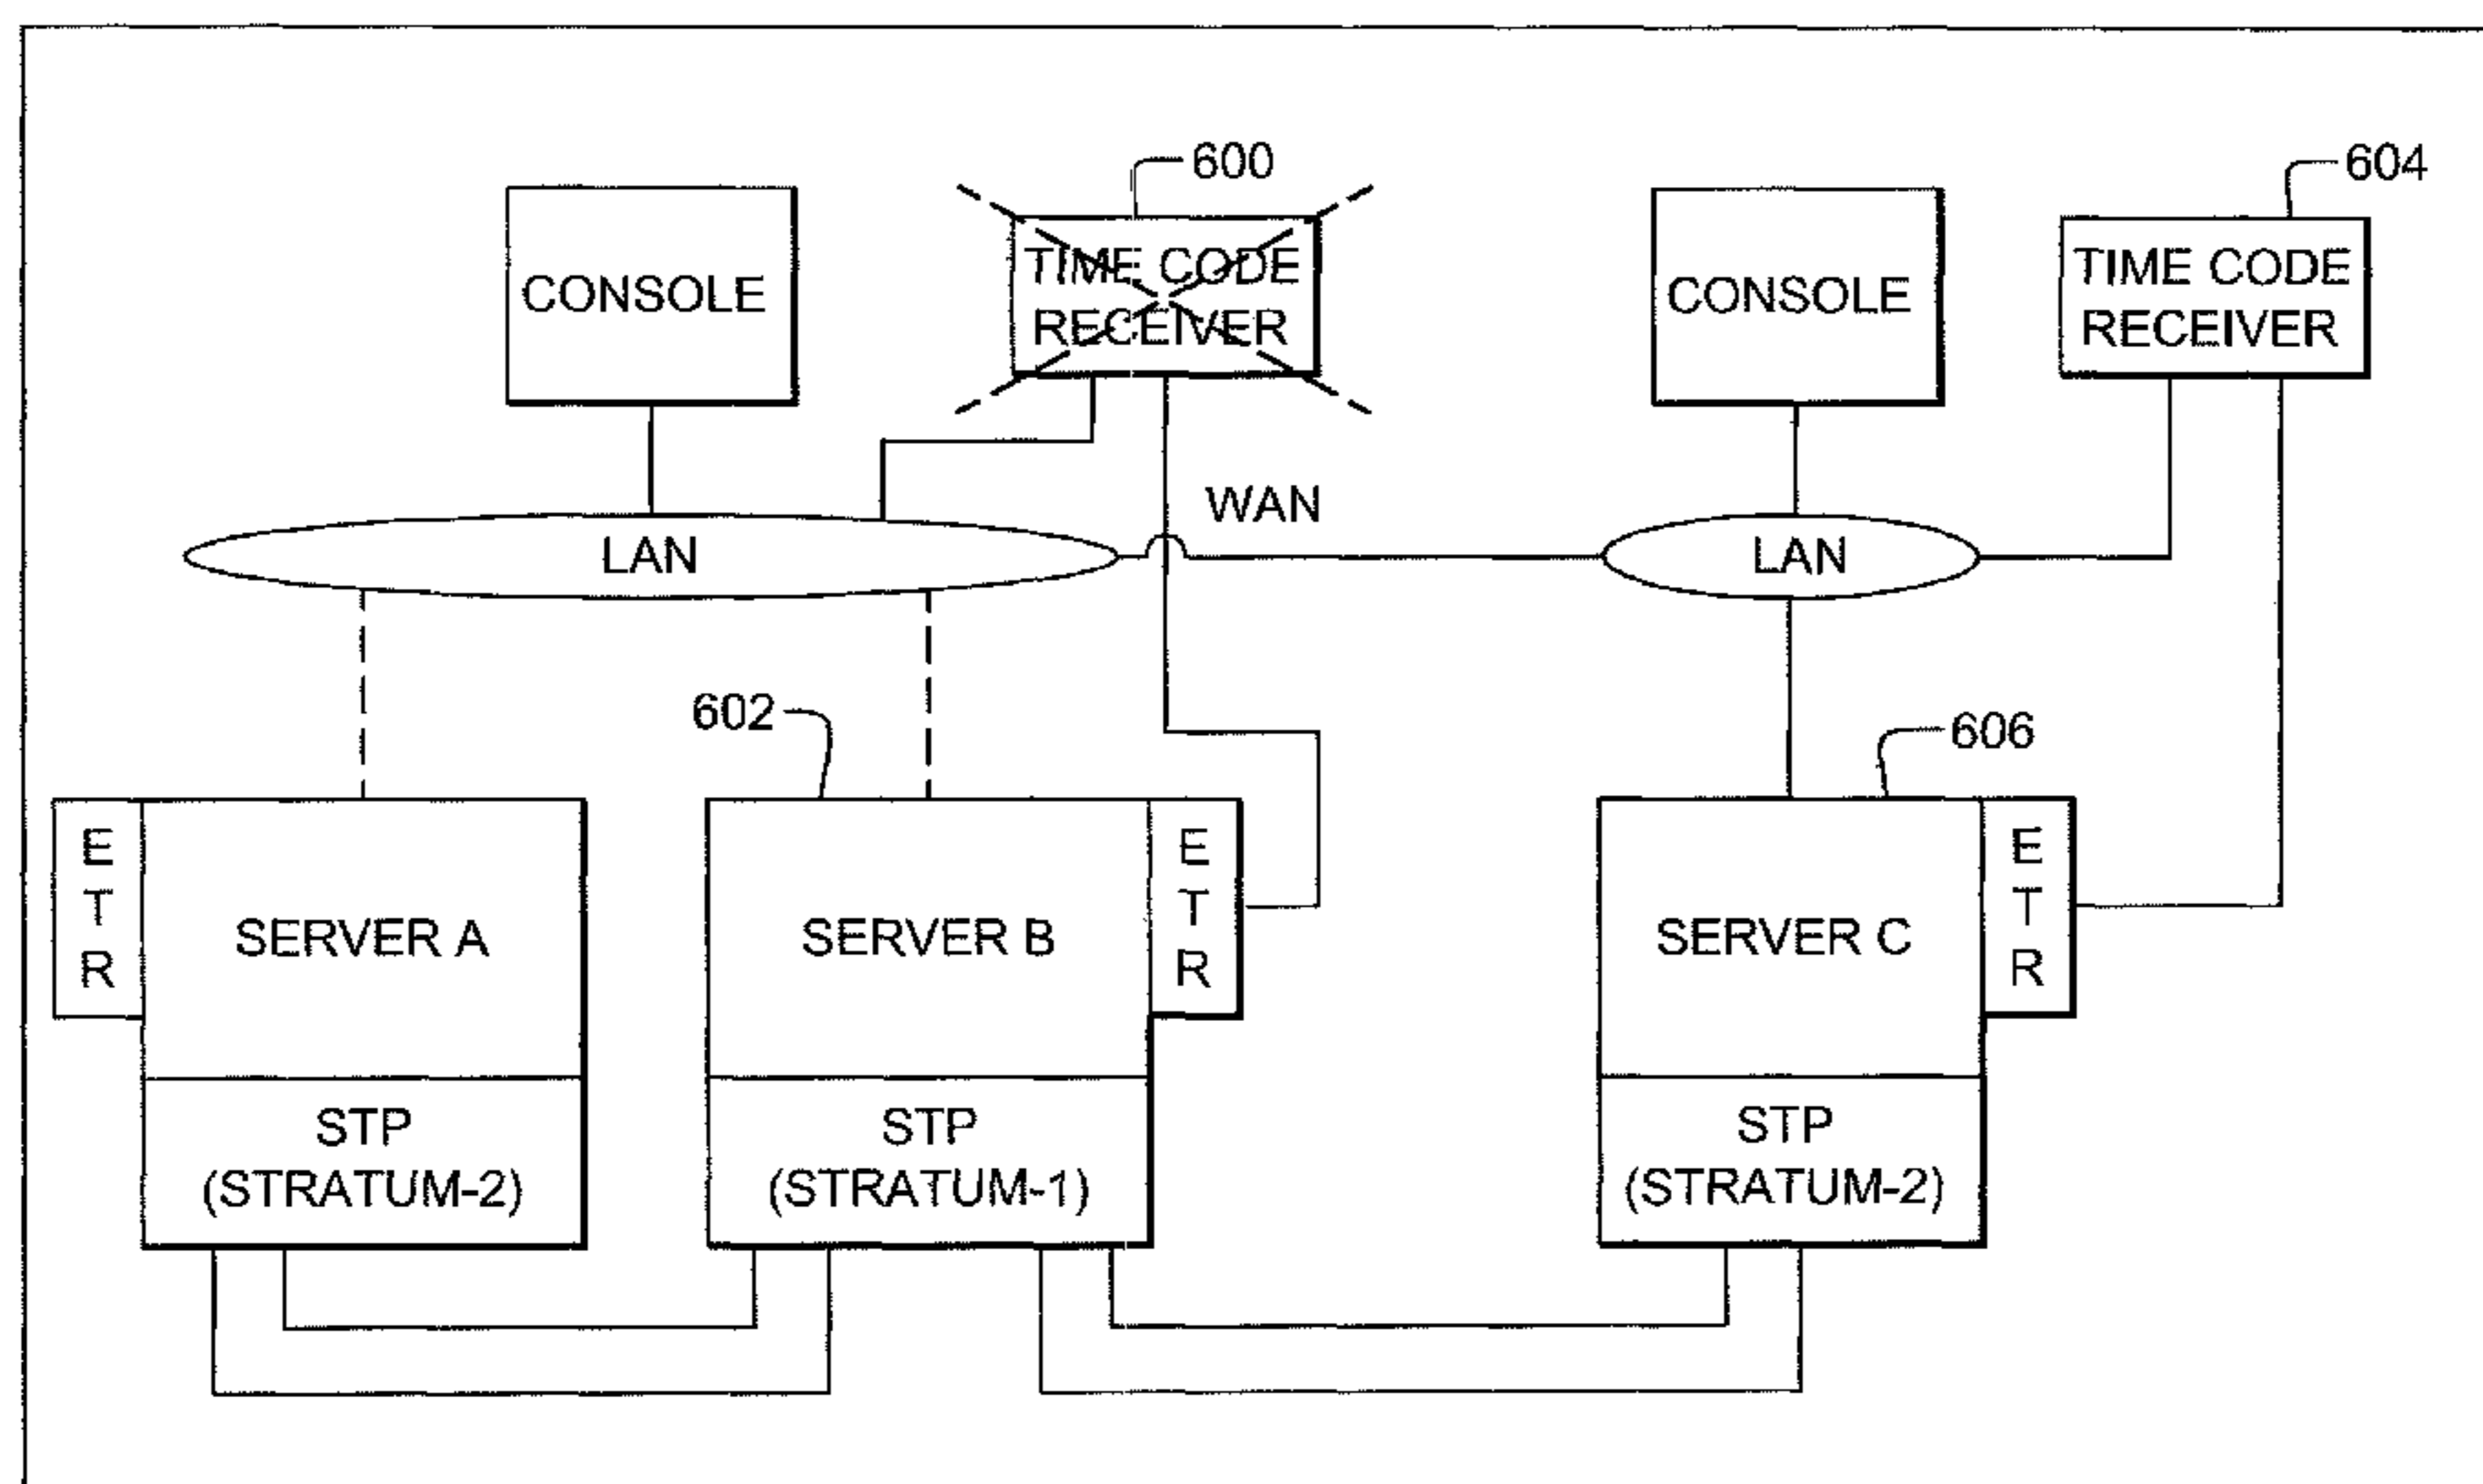 600
604
CONSOLE
TIME CODE
RECEIVER
CONSOLE
TIME CODE
RECEIVER
WAN
LAN
LAN
602
606
E
T
R
SERVER A
SERVER B
E
T
R
SERVER C
E
T
R
STP
(STRATUM-2)
STP
(STRATUM-1)
STP
(STRATUM-2)